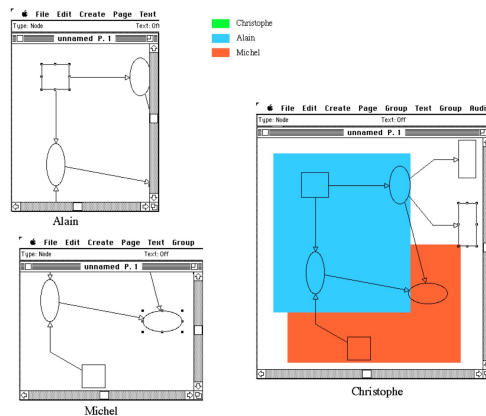 File Edit Create Page Text
Type: Node Text: Off
unnamed P. 1
Alain
Christophe
Alain
Michel
File Edit Create Page Group Text Group Audi
Type: Node Text: Off
unnamed P. 1
Christophe
File Edit Create Page Text Group
Type: Node Text: Off
unnamed P. 1
Michel